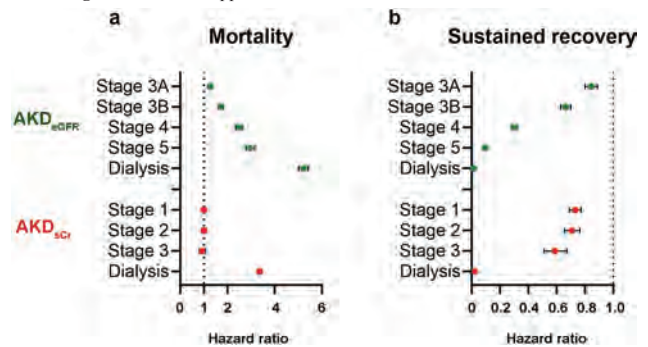 a
Mortality
AKDeGFR
Stage 3A
Stage 3B
Stage 4
Stage 5
Dialysis
AKDsCr
Stage 1
Stage 2
Stage 3
Dialysis
0 1 2 4 6
Hazard ratio
b
Sustained recovery
Stage 3A
Stage 3B
Stage 4
Stage 5
Dialysis
Stage 1
Stage 2
Stage 3
Dialysis
0 0.2 0.4 0.6 0.8 1.0
Hazard ratio